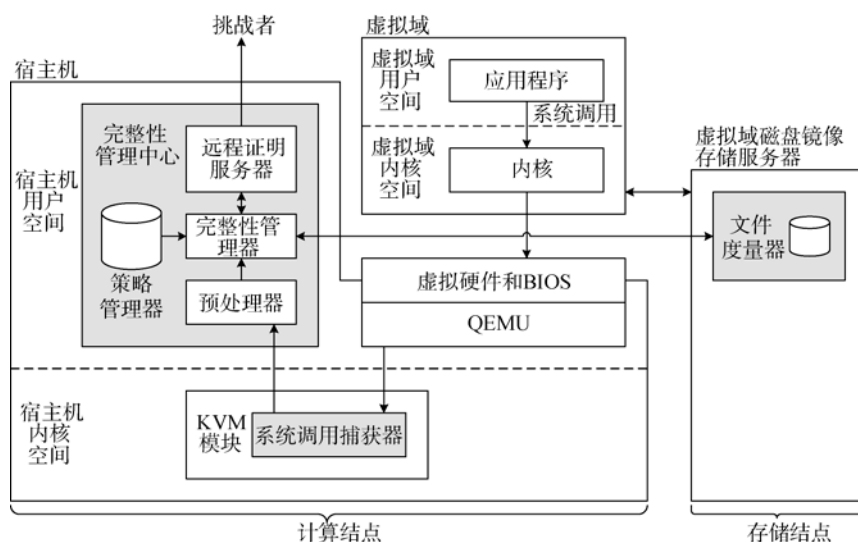 挑战者
虚拟域
宿主机
虚拟域
用户
空间
应用程序
系统调用
完整性
管理中心
远程证明
服务器
虚拟域
内核
空间
内核
虚拟域磁盘镜像
存储服务器
宿主机
用户
空间
完整性管
理器
文件
度量器
策略
管理器
预处理器
虚拟硬件和BIOS
QEMU
宿主机
内核
空间
KVM
模块
系统调用捕获器
计算结点
存储结点